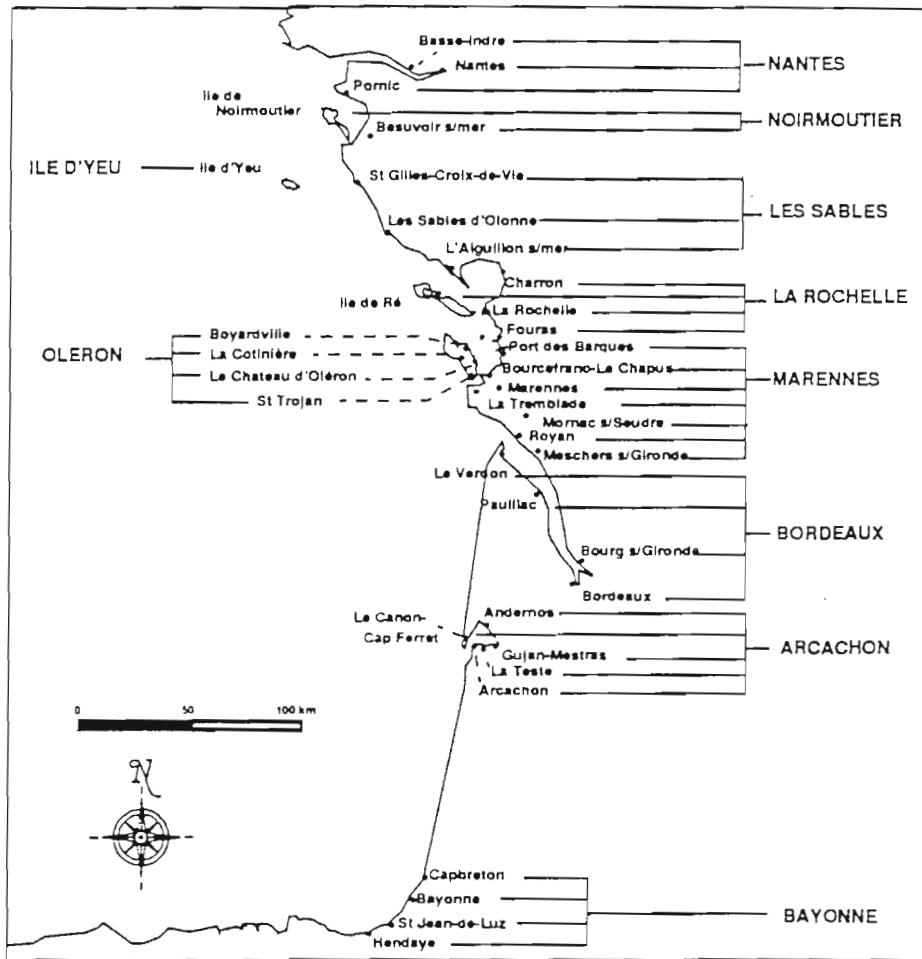 Basse-Indre
Nantes
NANTES
Pornic
Ile de
Noirmoutier
NOIRMOUTIER
Beauvoir s/mer
ILE D'YEU
Ile d'Yeu
St Gilles-Croix-de-Vie
LES SABLES
Les Sables d'Olonne
L'Aiguillon s/mer
Charron
Ile de Ré
LA ROCHELLE
La Rochelle
Fouras
Boyardville
Port des Barques
OLERON
La Cotinière
Bourcefranc-Le Chapus
Le Chateau d'Oléron
MARENNES
Marennes
St Trojan
La Tremblade
Mornac s/Seudre
Royan
Meschers s/Gironde
Le Verdon
auillac
BORDEAUX
Bourg s/Gironde
Bordeaux
Andernos
Le Canon-
Cap Ferret
ARCACHON
Gujan-Mestras
La Teste
Arcachon
0 50 100 km
N
Capbreton
Bayonne
BAYONNE
St Jean-de-Luz
Hendaye